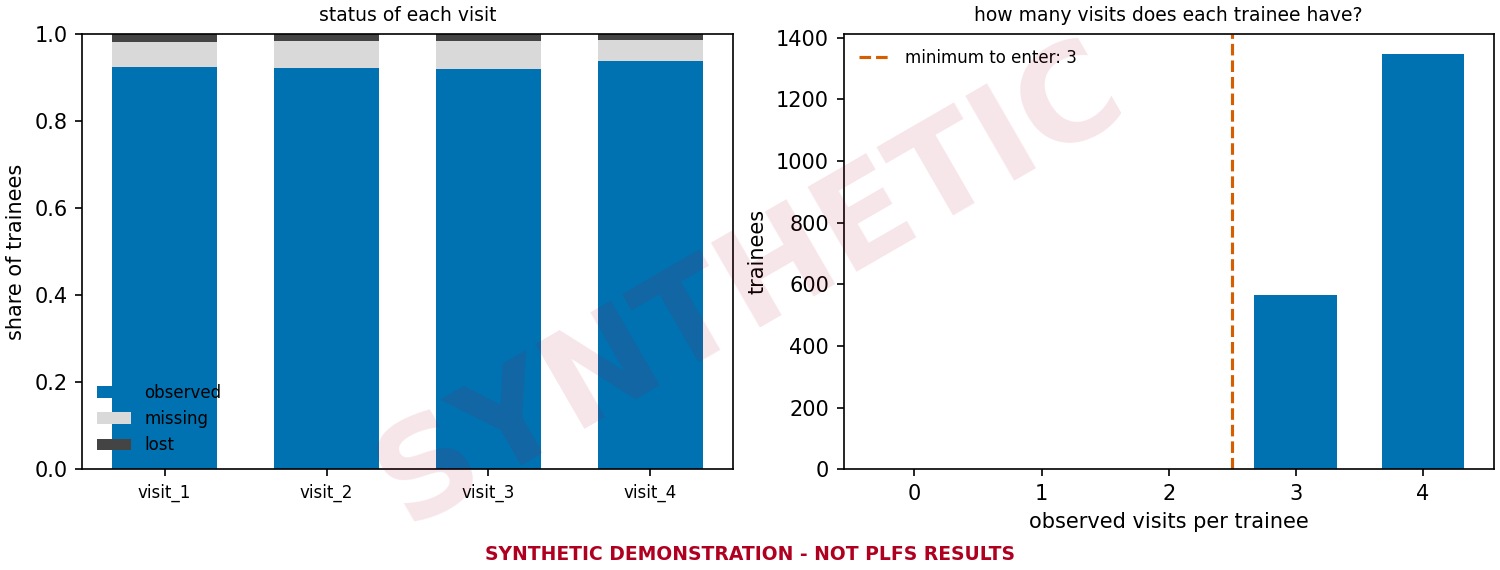 status of each visit
share of trainees
1.0
0.8
0.6
0.4
0.2
0.0
observed
missing
lost
visit_1 visit_2 visit_3 visit_4
how many visits does each trainee have?
trainees
1400
1200
1000
800
600
400
200
0
minimum to enter: 3
0 1 2 3 4
observed visits per trainee
SYNTHETIC
SYNTHETIC DEMONSTRATION - NOT PLFS RESULTS